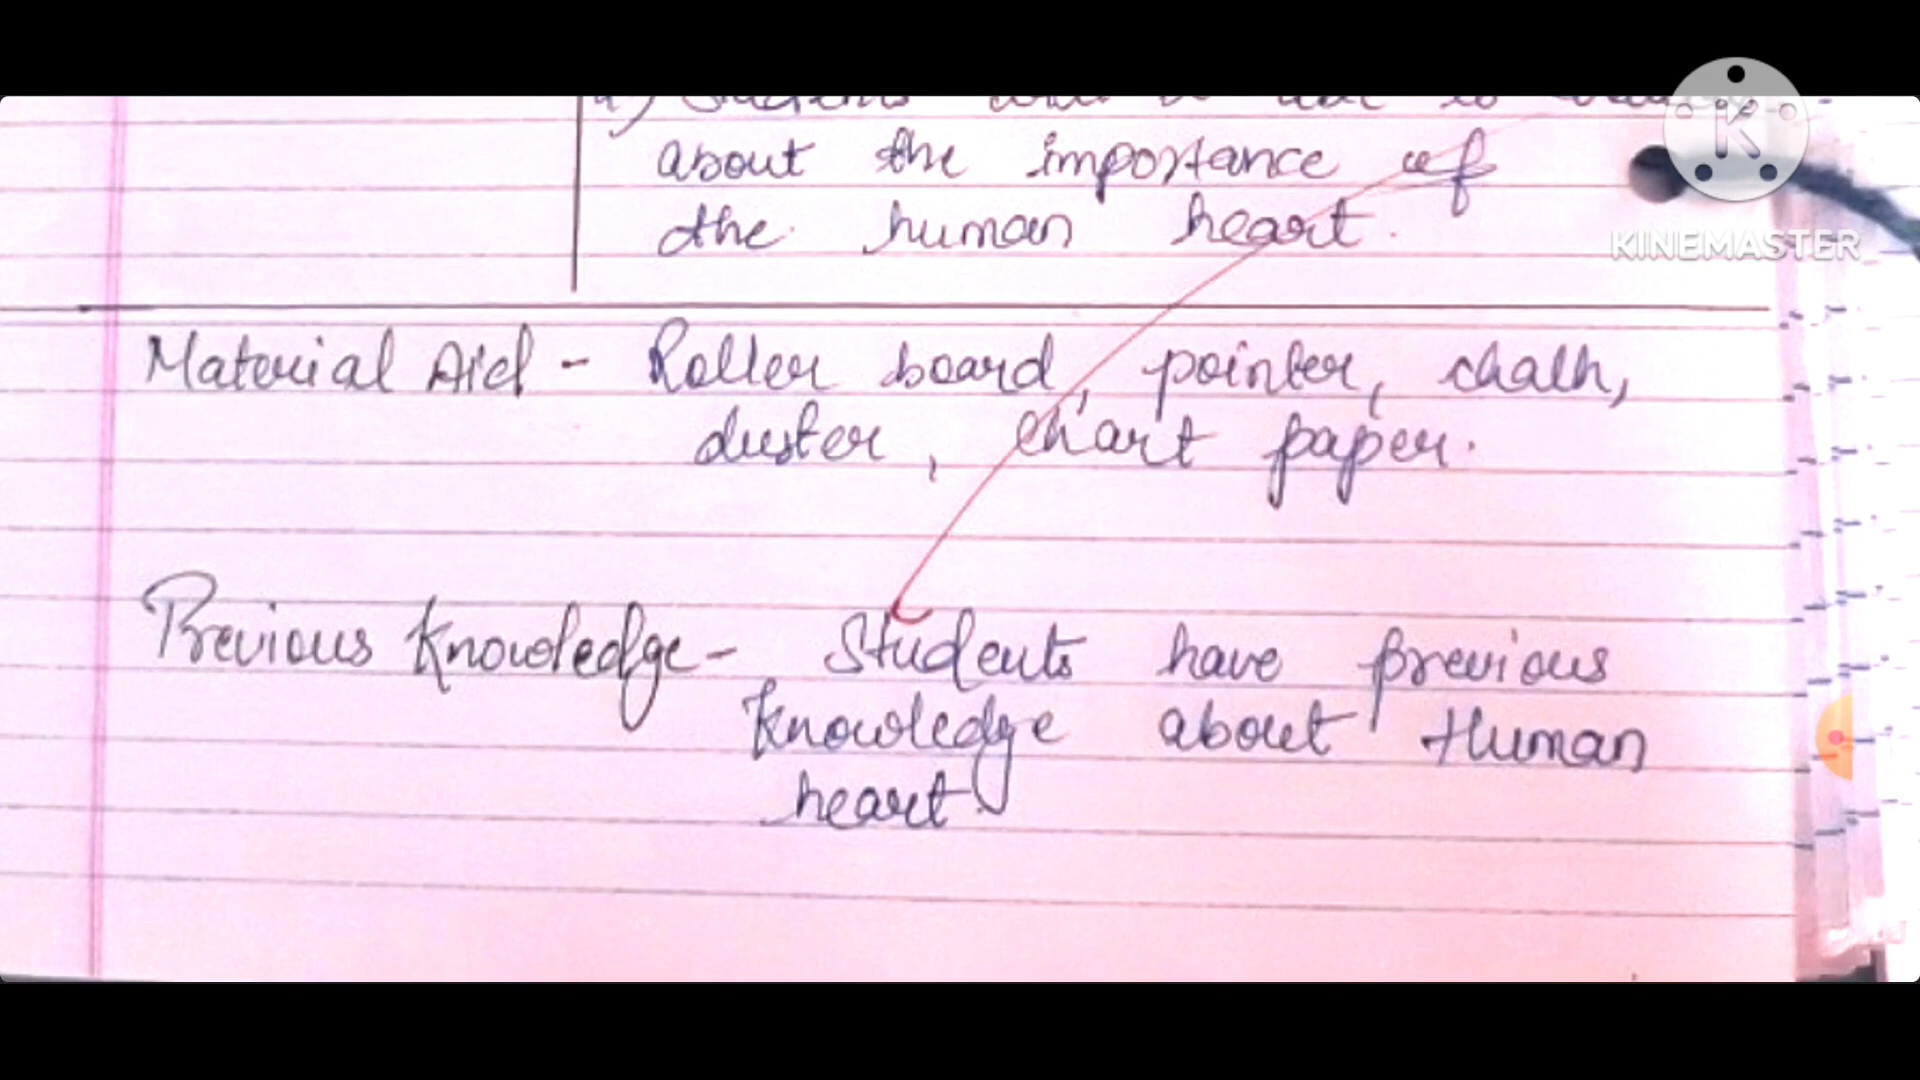 about the importance of
the human heart.
Material Aid - Roller board, pointer, chalk,
duster, chart paper.
Previous Knowledge - Students have previous
Knowledge about Human
heart.
KINEMASTER